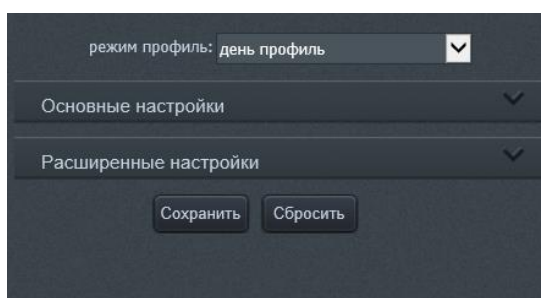 режим профиль: день профиль
Основные настройки
Расширенные настройки
Сохранить Сбросить